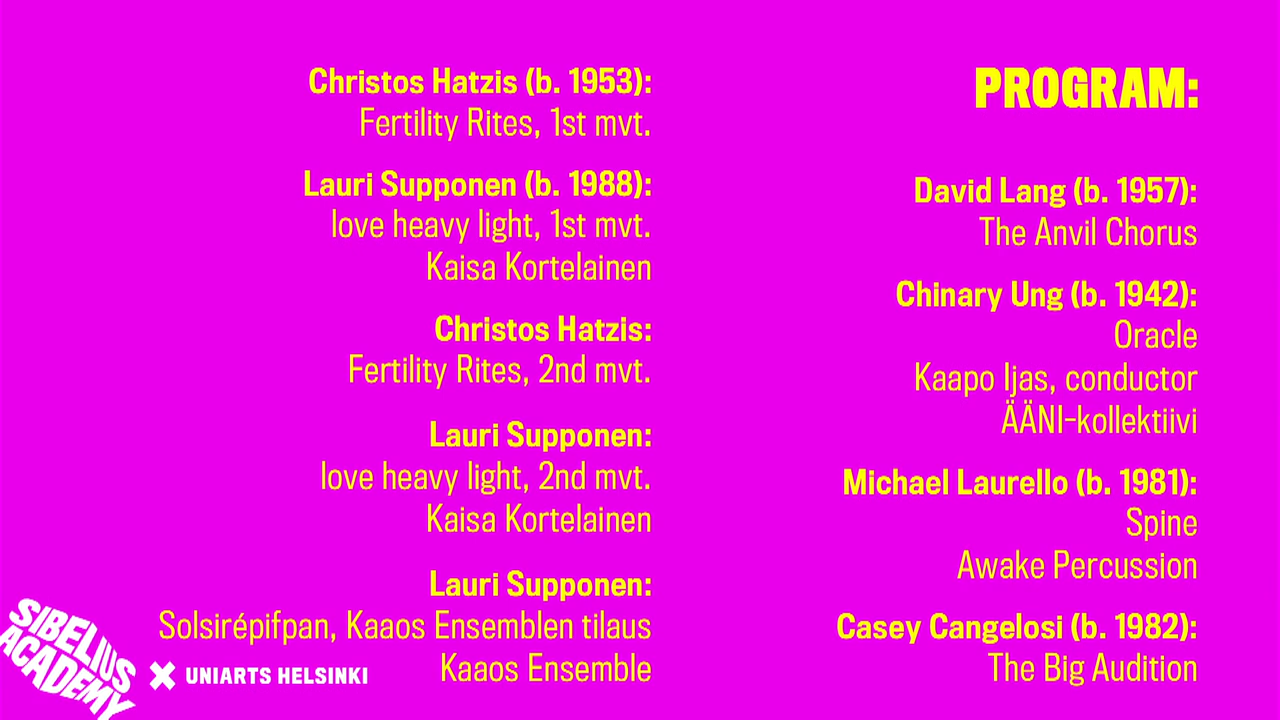 PROGRAM:
David Lang (b. 1957):
The Anvil Chorus
Chinary Ung (b. 1942):
Oracle
Kaapo Ijas, conductor
ÄÄNI-kollektiivi
Michael Laurello (b. 1981):
Spine
Awake Percussion
Casey Cangelosi (b. 1982):
The Big Audition
Christos Hatzis (b. 1953):
Fertility Rites, 1st mvt.
Lauri Supponen (b. 1988):
love heavy light, 1st mvt.
Kaisa Kortelainen
Christos Hatzis:
Fertility Rites, 2nd mvt.
Lauri Supponen:
love heavy light, 2nd mvt.
Kaisa Kortelainen
Lauri Supponen:
Solsirépifpan, Kaaos Ensemblen tilaus
Kaaos Ensemble
SIBELIUS
ACADEMY
UNIARTS HELSINKI